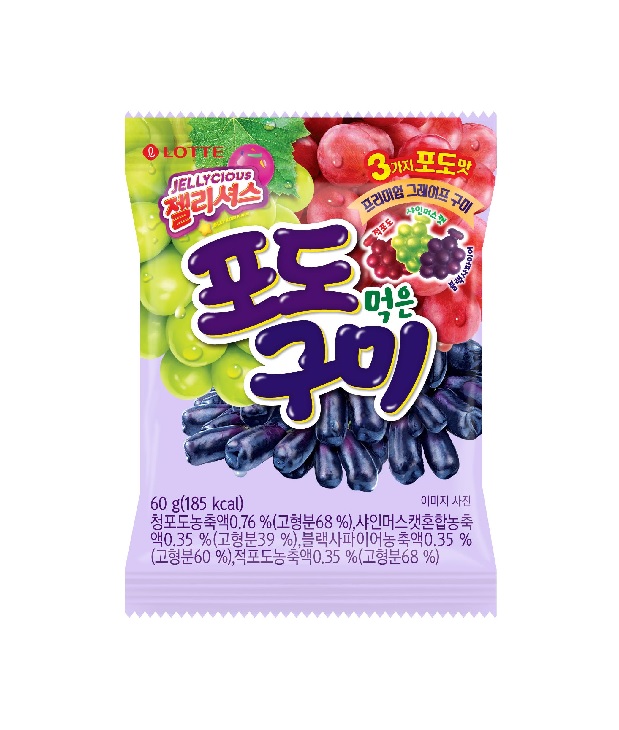 LOTTE
JELLYCIOUS
젤리셔스
3가지 포도맛
프리미엄 그레이프 구미
적포도
샤인머스캣
블랙사파이어
포도
먹은
구미
60 g(185 kcal)
이미지 사진
청포도농축액0.76 %(고형분68 %),샤인머스캣혼합농축
액0.35 %(고형분39 %),블랙사파이어농축액0.35 %
(고형분60 %),적포도농축액0.35 %(고형분68 %)